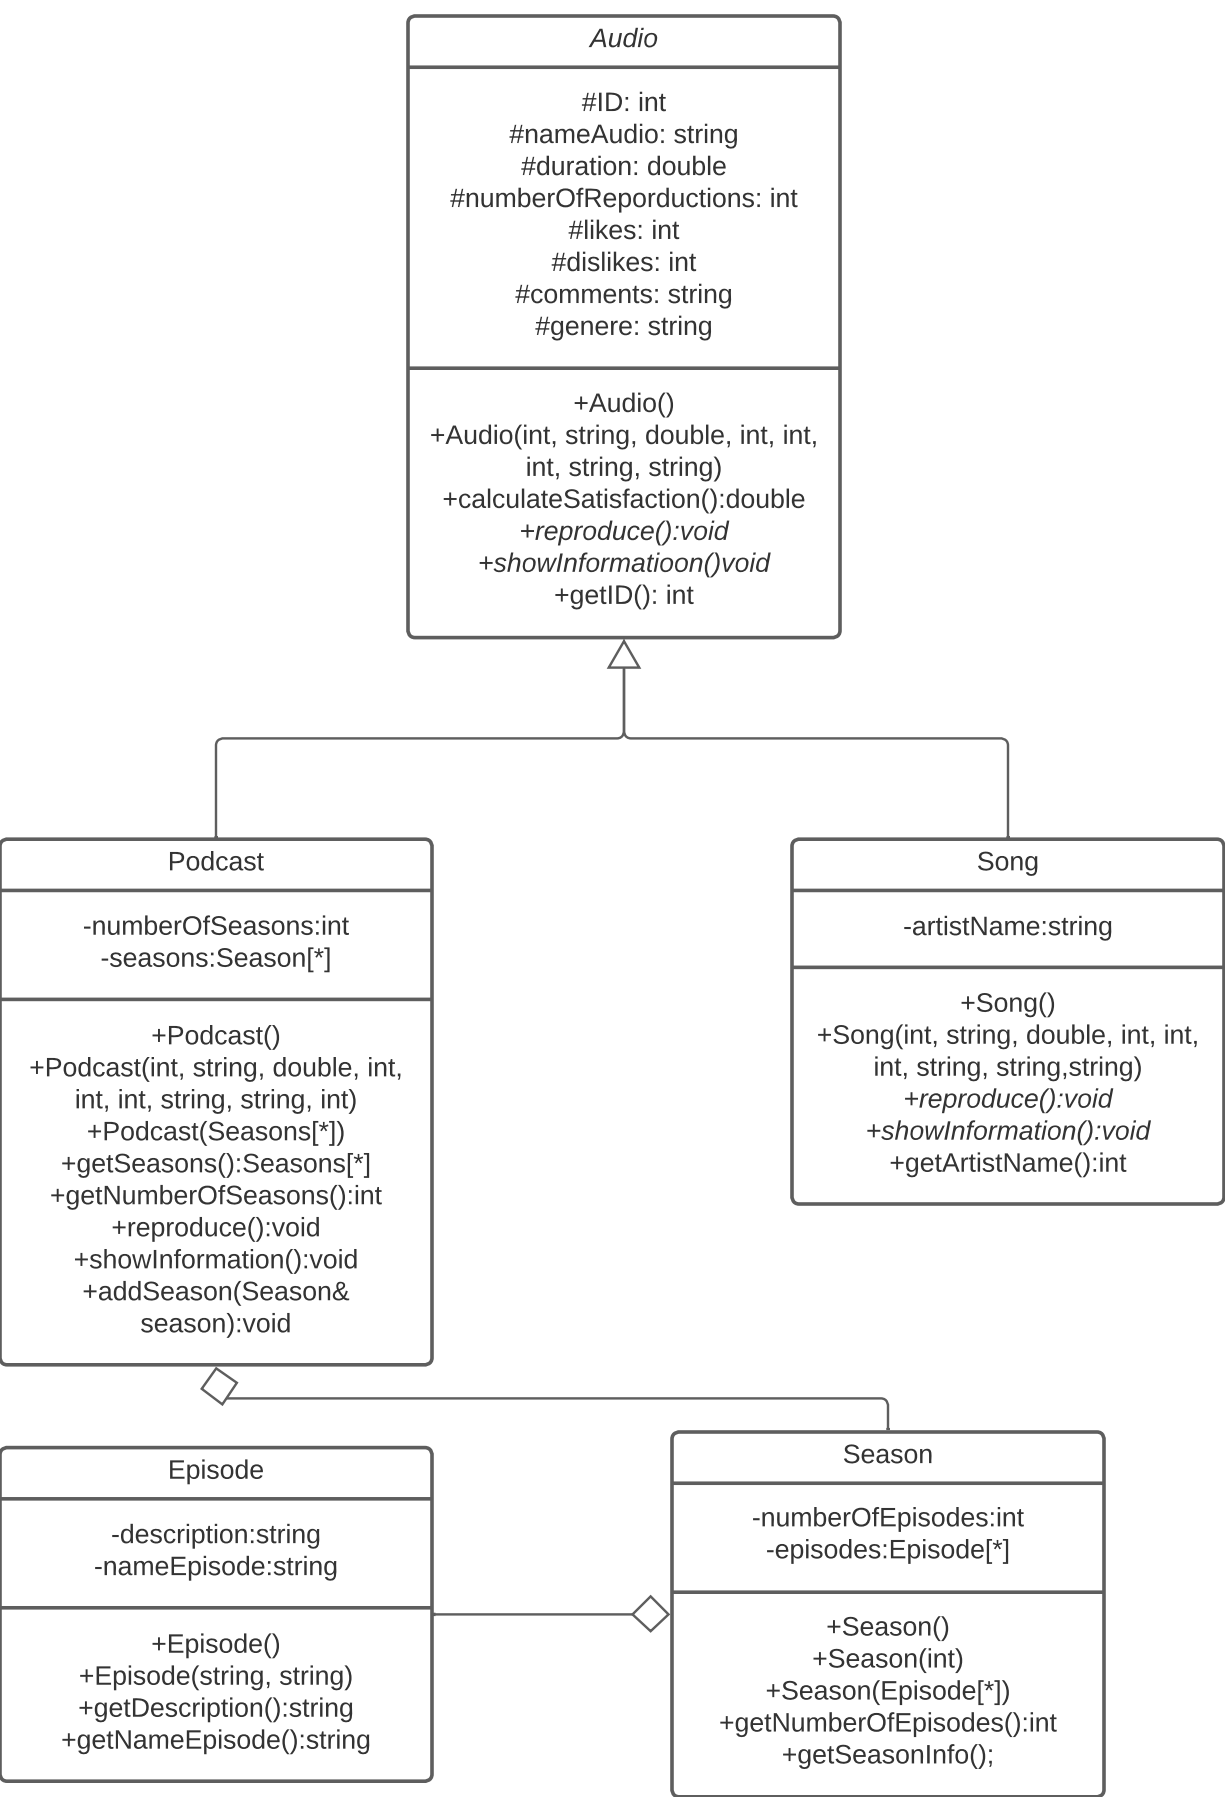 Audio
#ID: int
#nameAudio: string
#duration: double
#numberOfReporductions: int
#likes: int
#dislikes: int
#comments: string
#genere: string
+Audio()
+Audio(int, string, double, int, int,
int, string, string)
+calculateSatisfaction():double
+reproduce():void
+showInformatioon()void
+getID(): int
Podcast
-numberOfSeasons:int
-seasons:Season[*]
+Podcast()
+Podcast(int, string, double, int,
int, int, string, string, int)
+Podcast(Seasons[*])
+getSeasons():Seasons[*]
+getNumberOfSeasons():int
+reproduce():void
+showInformation():void
+addSeason(Season&
season):void
Song
-artistName:string
+Song()
+Song(int, string, double, int, int,
int, string, string,string)
+reproduce():void
+showInformation():void
+getArtistName():int
Episode
-description:string
-nameEpisode:string
+Episode()
+Episode(string, string)
+getDescription():string
+getNameEpisode():string
Season
-numberOfEpisodes:int
-episodes:Episode[*]
+Season()
+Season(int)
+Season(Episode[*])
+getNumberOfEpisodes():int
+getSeasonInfo();